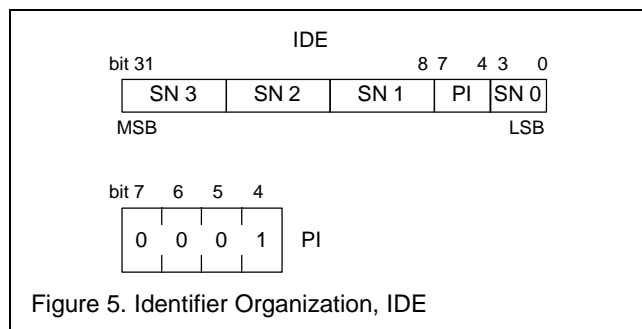 IDE
bit 31 8 7 4 3 0
SN 3 SN 2 SN 1 PI SN 0
MSB LSB
bit 7 6 5 4
0 0 0 1 PI
Figure 5. Identifier Organization, IDE